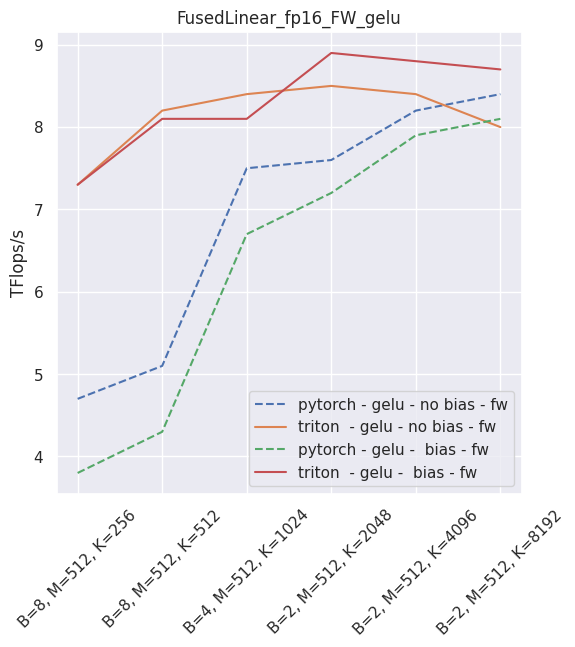 FusedLinear_fp16_FW_gelu
9
8
7
6
5
4
TFlops/s
pytorch - gelu - no bias - fw
triton  - gelu - no bias - fw
pytorch - gelu -  bias - fw
triton  - gelu -  bias - fw
B=8, M=512, K=256
B=8, M=512, K=512
B=4, M=512, K=1024
B=2, M=512, K=2048
B=2, M=512, K=4096
B=2, M=512, K=8192